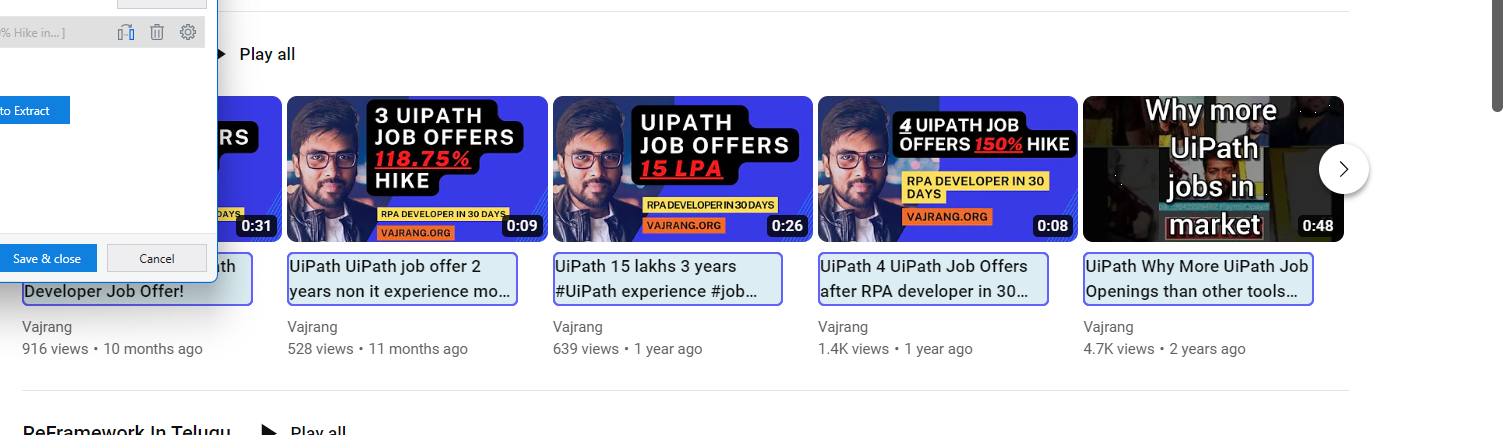 % Hike in... ]
Play all
to Extract
RS
DAYS
0:31
3 UIPATH
JOB OFFERS
118.75%
HIKE
RPA DEVELOPER IN 30 DAYS
VAJRANG.ORG
0:09
UIPATH
JOB OFFERS
15 LPA
RPA DEVELOPER IN 30 DAYS
VAJRANG.ORG
0:26
4 UIPATH JOB
OFFERS 150% HIKE
RPA DEVELOPER IN 30
DAYS
VAJRANG.ORG
0:08
Why more
UiPath
jobs in
market
0:48
Save & close
Cancel
ath
Developer Job Offer!
Vajrang
916 views • 10 months ago
UiPath UiPath job offer 2
years non it experience mo...
Vajrang
528 views • 11 months ago
UiPath 15 lakhs 3 years
#UiPath experience #job...
Vajrang
639 views • 1 year ago
UiPath 4 UiPath Job Offers
after RPA developer in 30...
Vajrang
1.4K views • 1 year ago
UiPath Why More UiPath Job
Openings than other tools...
Vajrang
4.7K views • 2 years ago
ReFramework In Telugu
Play all